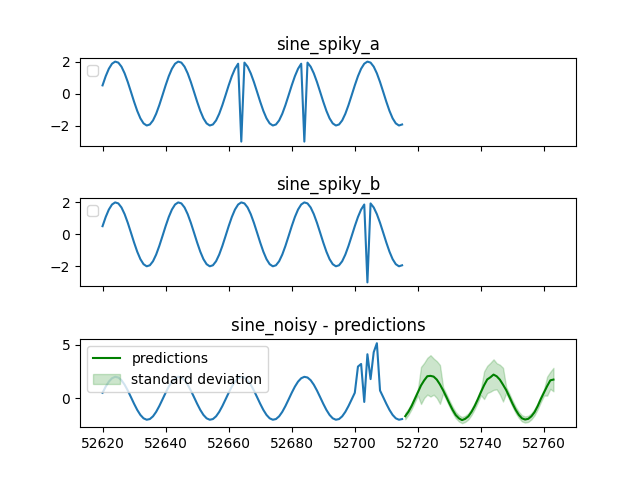 sine_spiky_a
2
0
−2
sine_spiky_b
2
0
−2
sine_noisy - predictions
5
0
predictions
standard deviation
52620 52640 52660 52680 52700 52720 52740 52760